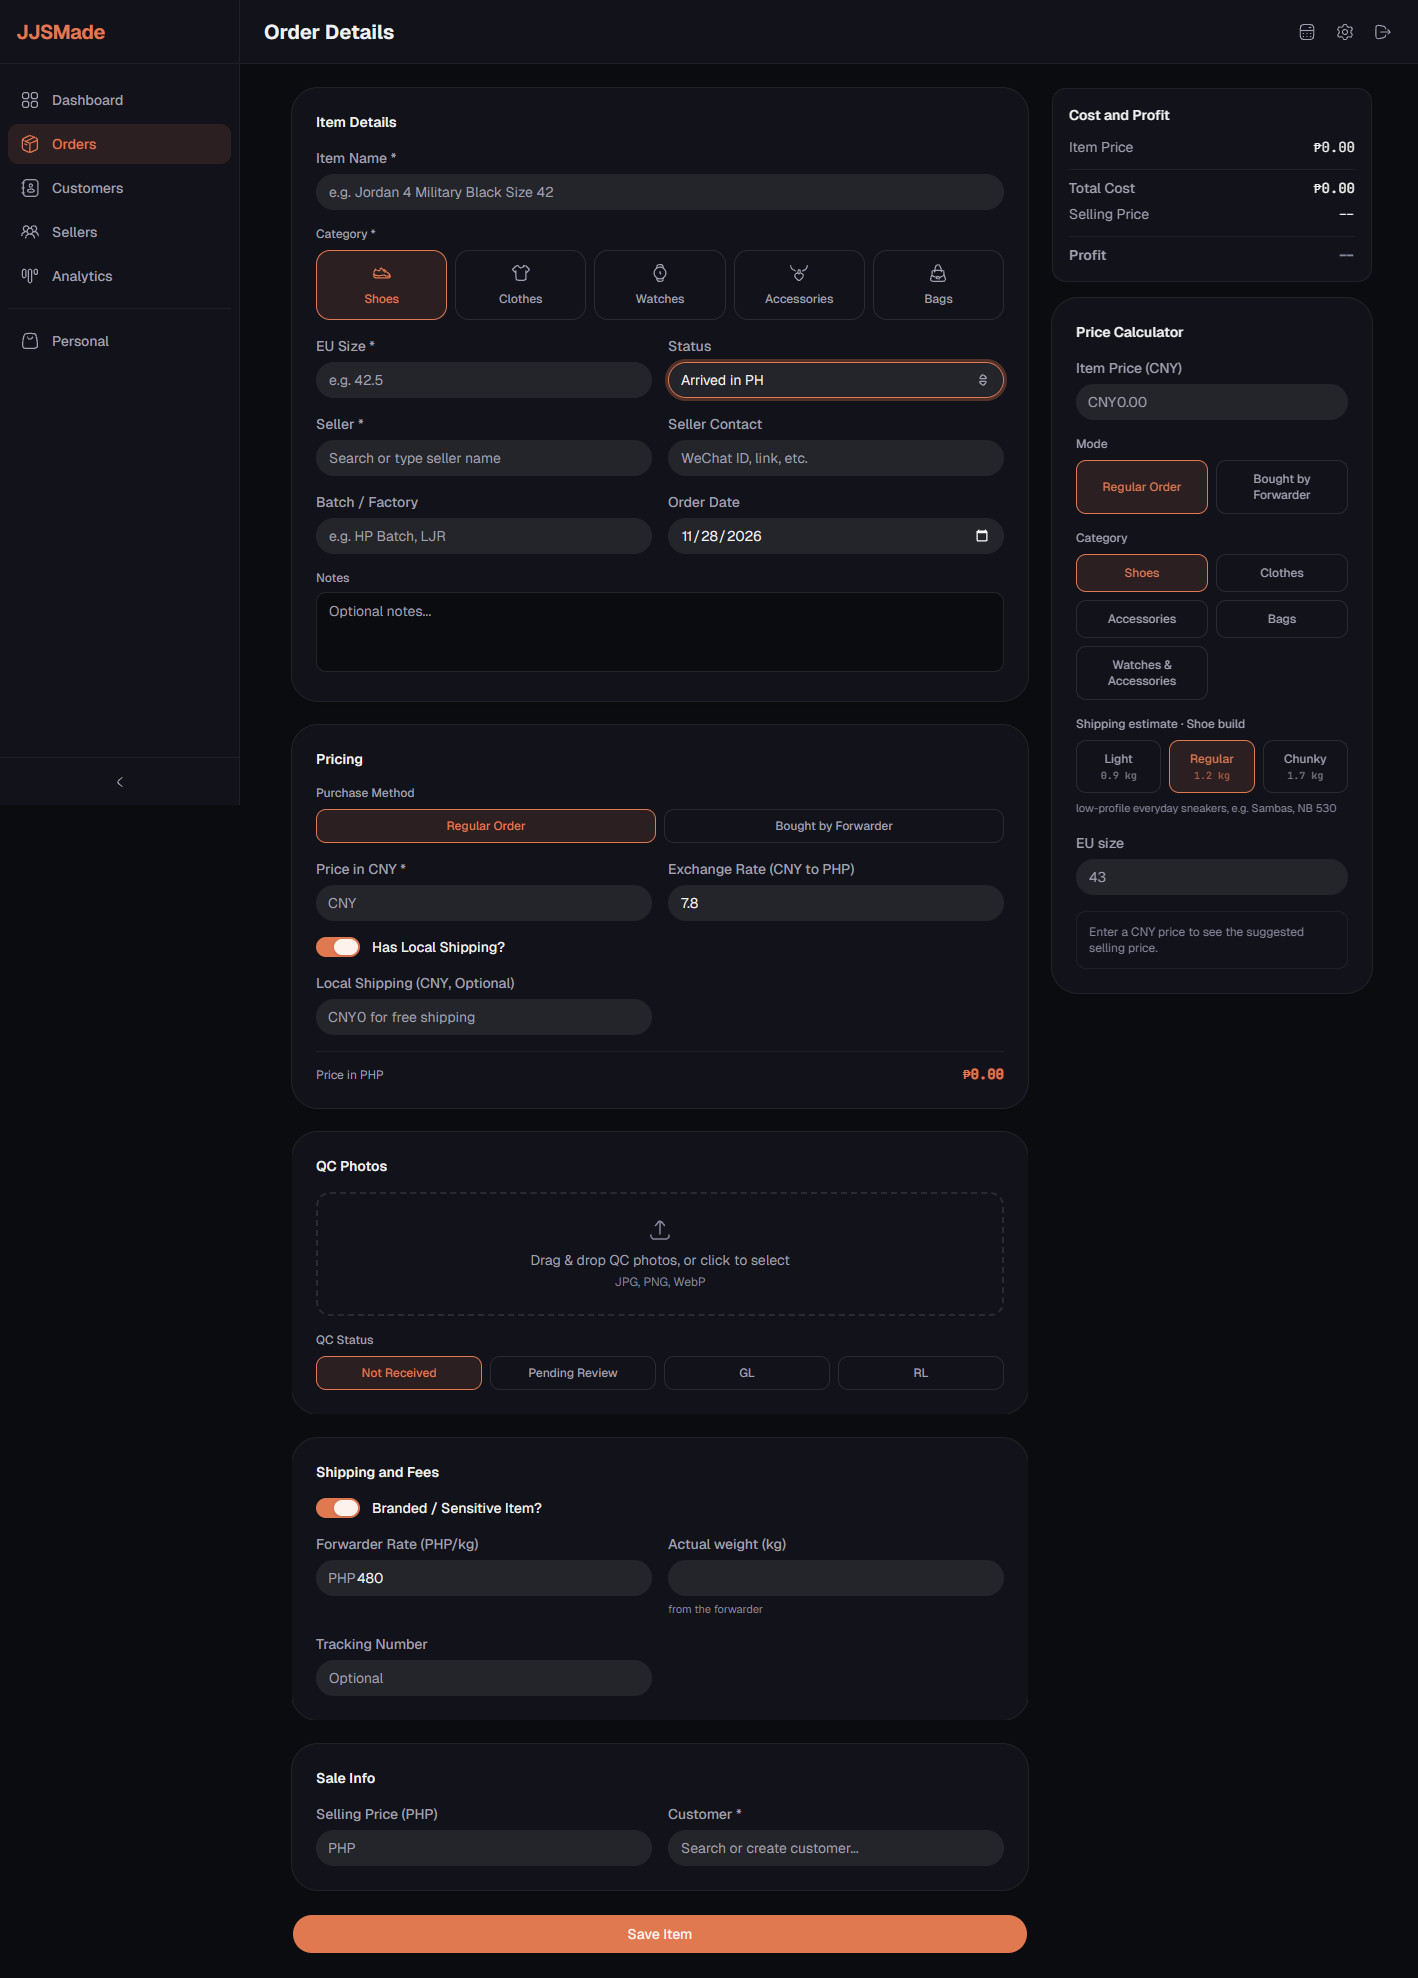 JJSMade
Order Details
Dashboard
Orders
Customers
Sellers
Analytics
Personal
Item Details
Item Name *
e.g. Jordan 4 Military Black Size 42
Category *
Shoes
Clothes
Watches
Accessories
Bags
EU Size *
Status
e.g. 42.5
Arrived in PH
Seller *
Seller Contact
Search or type seller name
WeChat ID, link, etc.
Batch / Factory
Order Date
e.g. HP Batch, LJR
11/28/2026
Notes
Optional notes...
Pricing
Purchase Method
Regular Order
Bought by Forwarder
Price in CNY *
Exchange Rate (CNY to PHP)
CNY
7.8
Has Local Shipping?
Local Shipping (CNY, Optional)
CNY0 for free shipping
Price in PHP
₱0.00
QC Photos
Drag & drop QC photos, or click to select
JPG, PNG, WebP
QC Status
Not Received
Pending Review
GL
RL
Shipping and Fees
Branded / Sensitive Item?
Forwarder Rate (PHP/kg)
Actual weight (kg)
PHP480
from the forwarder
Tracking Number
Optional
Sale Info
Selling Price (PHP)
Customer *
PHP
Search or create customer...
Save Item
Cost and Profit
Item Price
₱0.00
Total Cost
₱0.00
Selling Price
--
Profit
--
Price Calculator
Item Price (CNY)
CNY0.00
Mode
Regular Order
Bought by
Forwarder
Category
Shoes
Clothes
Accessories
Bags
Watches &
Accessories
Shipping estimate · Shoe build
Light
0.9 kg
Regular
1.2 kg
Chunky
1.7 kg
low-profile everyday sneakers, e.g. Sambas, NB 530
EU size
43
Enter a CNY price to see the suggested
selling price.